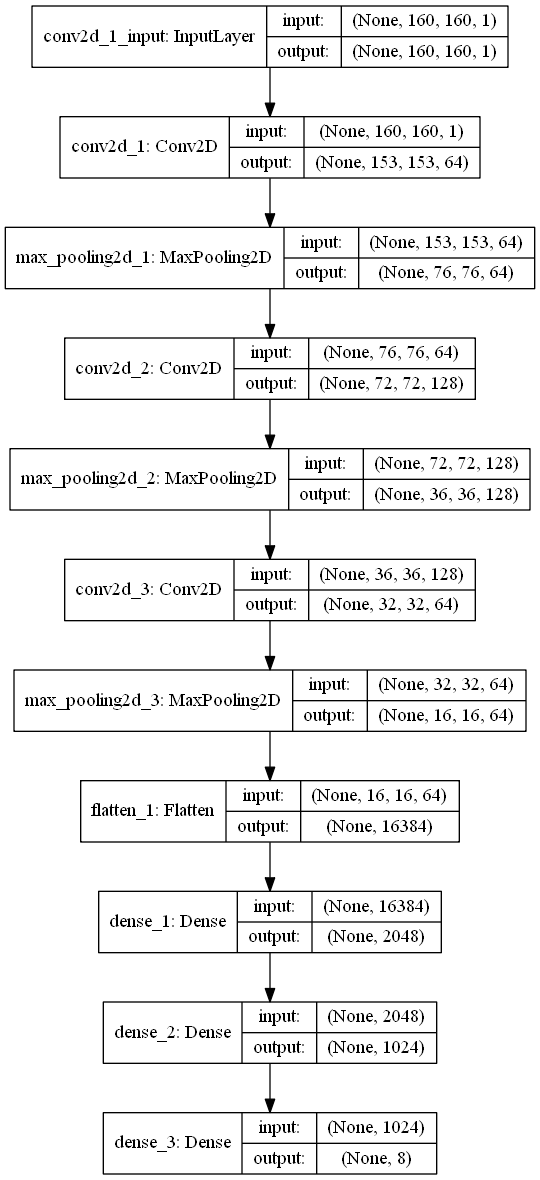 conv2d_1_input: InputLayer
input: (None, 160, 160, 1)
output: (None, 160, 160, 1)
conv2d_1: Conv2D
input: (None, 160, 160, 1)
output: (None, 153, 153, 64)
max_pooling2d_1: MaxPooling2D
input: (None, 153, 153, 64)
output: (None, 76, 76, 64)
conv2d_2: Conv2D
input: (None, 76, 76, 64)
output: (None, 72, 72, 128)
max_pooling2d_2: MaxPooling2D
input: (None, 72, 72, 128)
output: (None, 36, 36, 128)
conv2d_3: Conv2D
input: (None, 36, 36, 128)
output: (None, 32, 32, 64)
max_pooling2d_3: MaxPooling2D
input: (None, 32, 32, 64)
output: (None, 16, 16, 64)
flatten_1: Flatten
input: (None, 16, 16, 64)
output: (None, 16384)
dense_1: Dense
input: (None, 16384)
output: (None, 2048)
dense_2: Dense
input: (None, 2048)
output: (None, 1024)
dense_3: Dense
input: (None, 1024)
output: (None, 8)